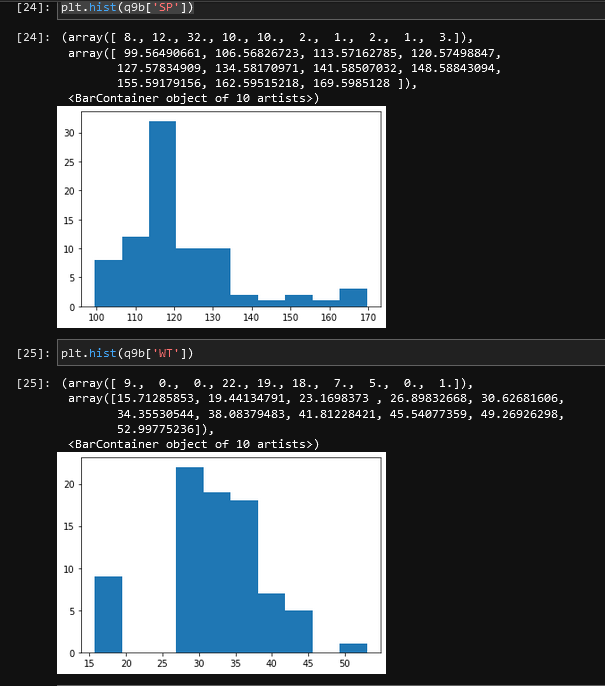 [24]: plt.hist(q9b['SP'])
[24]: (array([ 8., 12., 32., 10., 10., 2., 1., 2., 1., 3.]),
array([ 99.56490661, 106.56826723, 113.57162785, 120.57498847,
127.57834909, 134.58170971, 141.58507032, 148.58843094,
155.59179156, 162.59515218, 169.5985128 ]),
<BarContainer object of 10 artists>)
30
25
20
15
10
5
0
100 110 120 130 140 150 160 170
[25]: plt.hist(q9b['WT'])
[25]: (array([ 9., 0., 0., 22., 19., 18., 7., 5., 0., 1.]),
array([15.71285853, 19.44134791, 23.1698373 , 26.89832668, 30.62681606,
34.35530544, 38.08379483, 41.81228421, 45.54077359, 49.26926298,
52.99775236]),
<BarContainer object of 10 artists>)
20
15
10
5
0
15 20 25 30 35 40 45 50